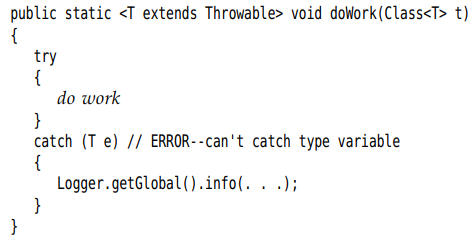 public static <T extends Throwable> void doWork(Class<T> t)
{
try
{
do work
}
catch (T e) // ERROR--can't catch type variable
{
Logger.getGlobal().info(. . .);
}
}